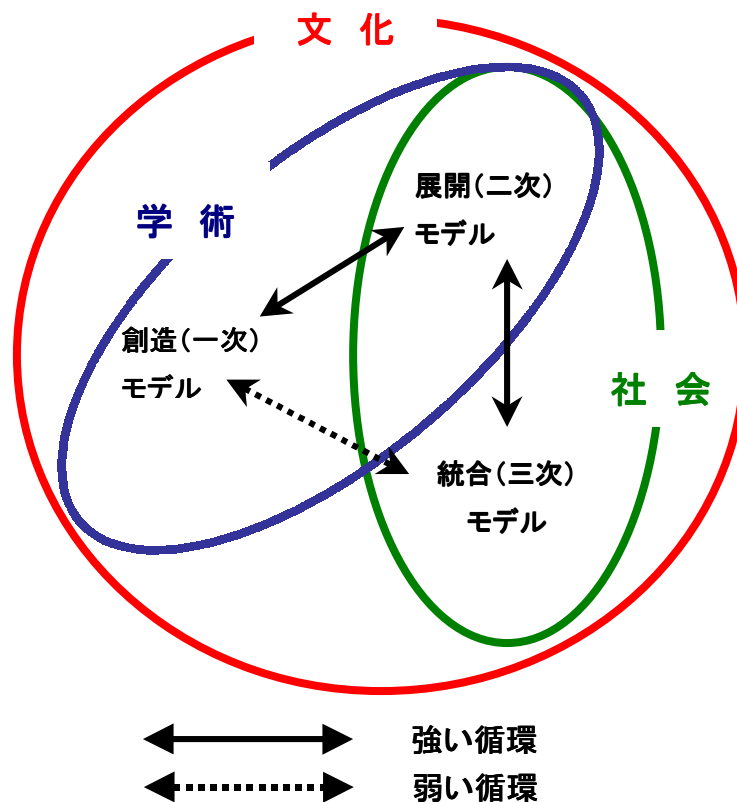 文 化
展開(二次)
モデル
学 術
創造(一次)
モデル
社 会
統合(三次)
モデル
強い循環
弱い循環